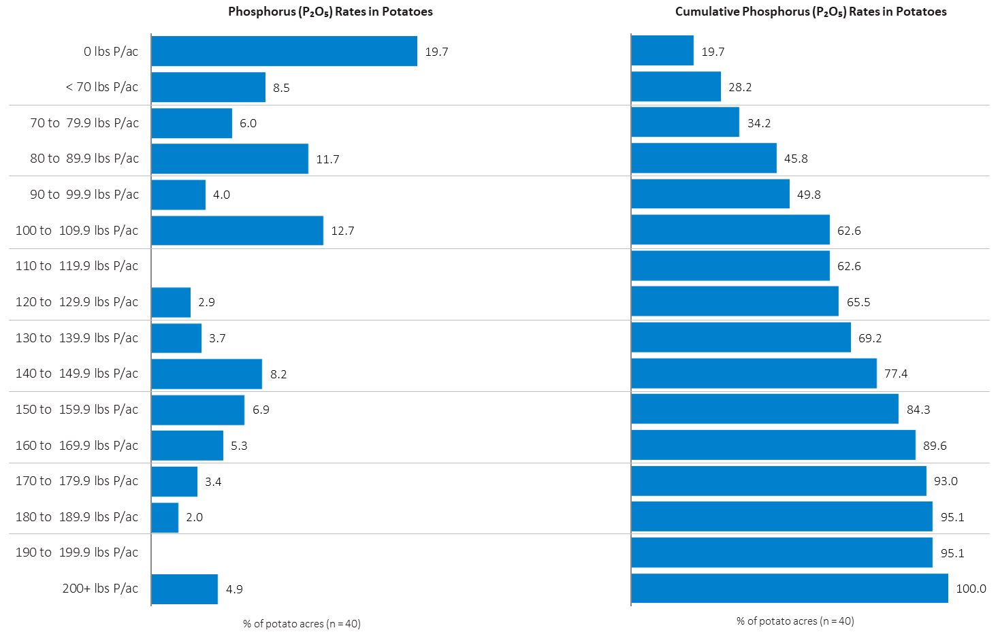 Phosphorus (P₂O₅) Rates in Potatoes
Cumulative Phosphorus (P₂O₅) Rates in Potatoes
0 lbs P/ac 19.7 19.7
< 70 lbs P/ac 8.5 28.2
70 to 79.9 lbs P/ac 6.0 34.2
80 to 89.9 lbs P/ac 11.7 45.8
90 to 99.9 lbs P/ac 4.0 49.8
100 to 109.9 lbs P/ac 12.7 62.6
110 to 119.9 lbs P/ac 62.6
120 to 129.9 lbs P/ac 2.9 65.5
130 to 139.9 lbs P/ac 3.7 69.2
140 to 149.9 lbs P/ac 8.2 77.4
150 to 159.9 lbs P/ac 6.9 84.3
160 to 169.9 lbs P/ac 5.3 89.6
170 to 179.9 lbs P/ac 3.4 93.0
180 to 189.9 lbs P/ac 2.0 95.1
190 to 199.9 lbs P/ac 95.1
200+ lbs P/ac 4.9 100.0
% of potato acres (n = 40)
% of potato acres (n = 40)